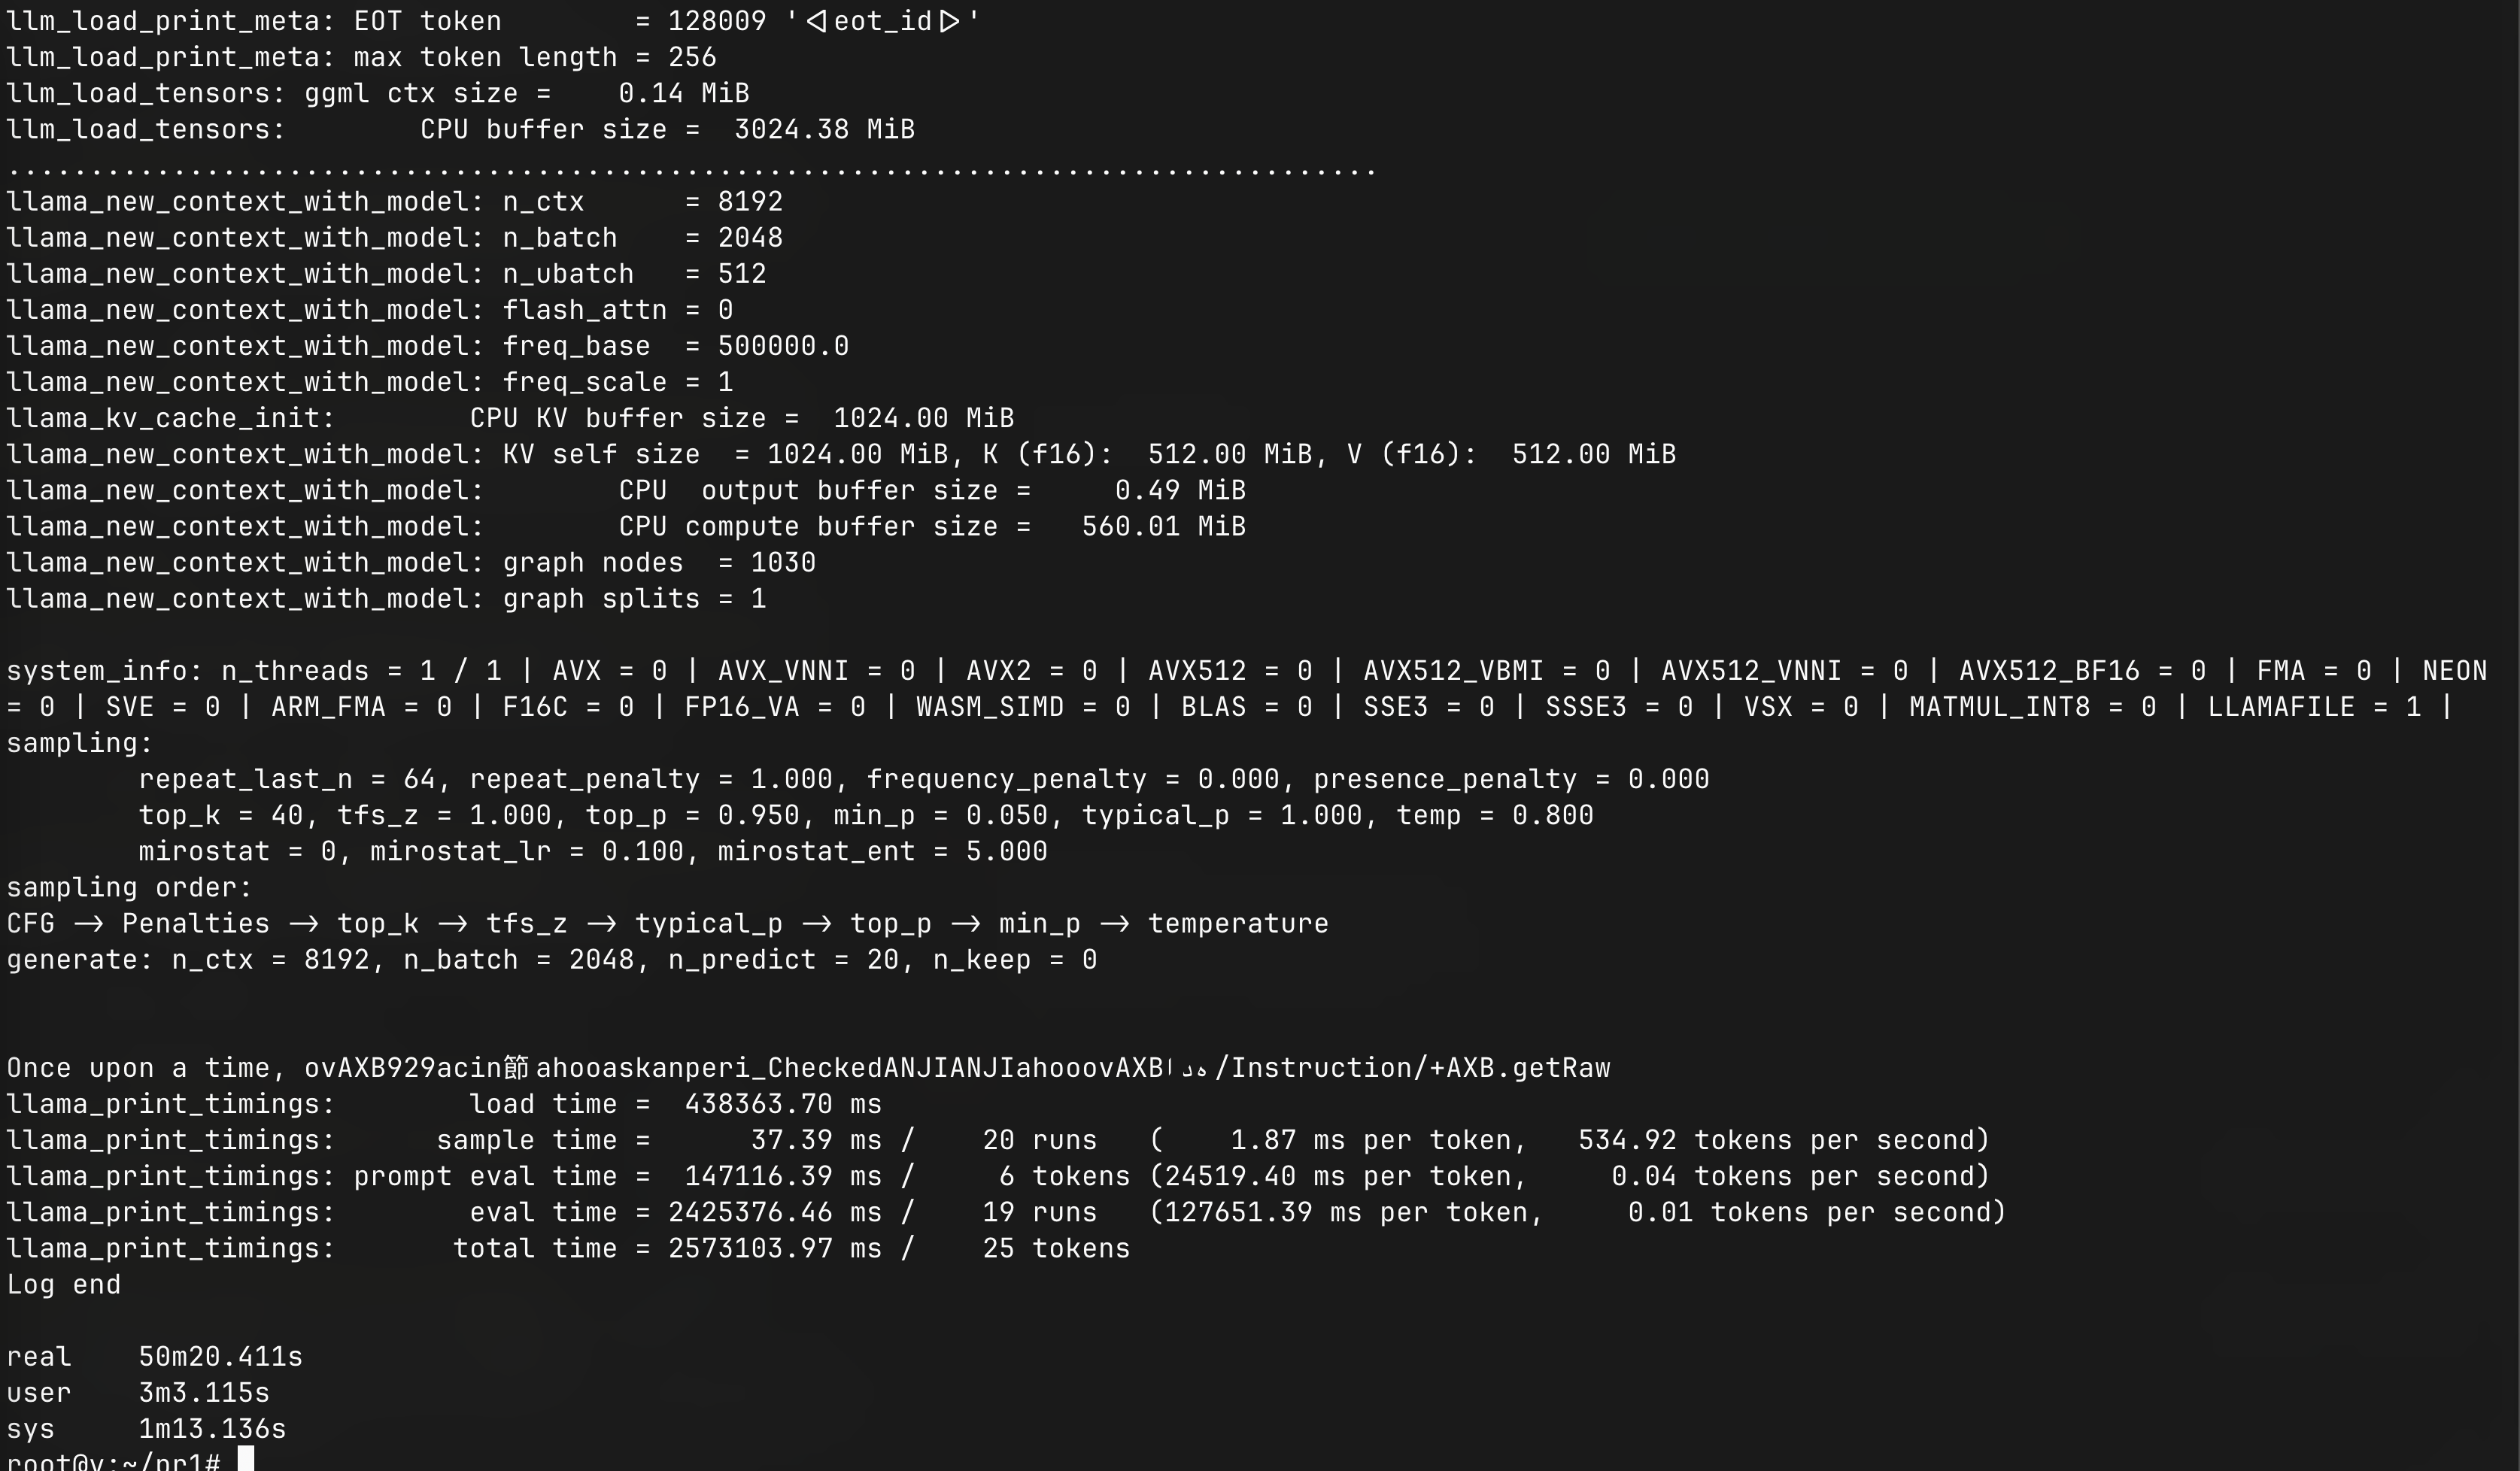 llm_load_print_meta: EOT token        = 128009 '<|eot_id|>'
llm_load_print_meta: max token length = 256
llm_load_tensors: ggml ctx size =    0.14 MiB
llm_load_tensors:        CPU buffer size =  3024.38 MiB
...................................................................................
llama_new_context_with_model: n_ctx      = 8192
llama_new_context_with_model: n_batch    = 2048
llama_new_context_with_model: n_ubatch   = 512
llama_new_context_with_model: flash_attn = 0
llama_new_context_with_model: freq_base  = 500000.0
llama_new_context_with_model: freq_scale = 1
llama_kv_cache_init:        CPU KV buffer size =  1024.00 MiB
llama_new_context_with_model: KV self size  = 1024.00 MiB, K (f16):  512.00 MiB, V (f16):  512.00 MiB
llama_new_context_with_model:        CPU  output buffer size =     0.49 MiB
llama_new_context_with_model:        CPU compute buffer size =   560.01 MiB
llama_new_context_with_model: graph nodes  = 1030
llama_new_context_with_model: graph splits = 1
system_info: n_threads = 1 / 1 | AVX = 0 | AVX_VNNI = 0 | AVX2 = 0 | AVX512 = 0 | AVX512_VBMI = 0 | AVX512_VNNI = 0 | AVX512_BF16 = 0 | FMA = 0 | NEON
= 0 | SVE = 0 | ARM_FMA = 0 | F16C = 0 | FP16_VA = 0 | WASM_SIMD = 0 | BLAS = 0 | SSE3 = 0 | SSSE3 = 0 | VSX = 0 | MATMUL_INT8 = 0 | LLAMAFILE = 1 |
sampling:
        repeat_last_n = 64, repeat_penalty = 1.000, frequency_penalty = 0.000, presence_penalty = 0.000
        top_k = 40, tfs_z = 1.000, top_p = 0.950, min_p = 0.050, typical_p = 1.000, temp = 0.800
        mirostat = 0, mirostat_lr = 0.100, mirostat_ent = 5.000
sampling order:
CFG -> Penalties -> top_k -> tfs_z -> typical_p -> top_p -> min_p -> temperature
generate: n_ctx = 8192, n_batch = 2048, n_predict = 20, n_keep = 0
Once upon a time, ovAXB929acin節ahooaskanperi_CheckedANJIANJIahooovAXBاده/Instruction/+AXB.getRaw
llama_print_timings:        load time =  438363.70 ms
llama_print_timings:      sample time =      37.39 ms /    20 runs   (    1.87 ms per token,   534.92 tokens per second)
llama_print_timings: prompt eval time =  147116.39 ms /     6 tokens (24519.40 ms per token,     0.04 tokens per second)
llama_print_timings:        eval time = 2425376.46 ms /    19 runs   (127651.39 ms per token,     0.01 tokens per second)
llama_print_timings:       total time = 2573103.97 ms /    25 tokens
Log end
real    50m20.411s
user    3m3.115s
sys     1m13.136s
root@v:~/pr1#